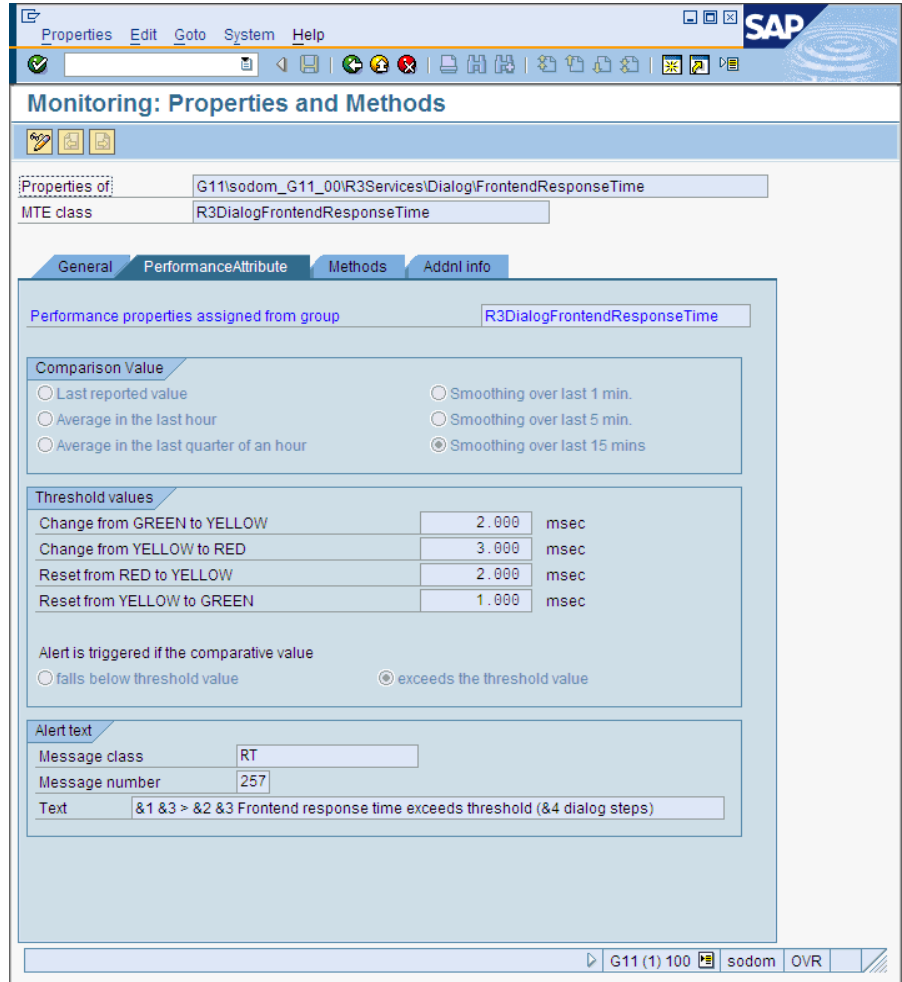 Properties Edit Goto System Help
SAP
Monitoring: Properties and Methods
Properties of G11\sodom_G11_00\R3Services\Dialog\FrontendResponseTime
MTE class R3DialogFrontendResponseTime
General PerformanceAttribute Methods Addnl info
Performance properties assigned from group R3DialogFrontendResponseTime
Comparison Value
Last reported value Smoothing over last 1 min.
Average in the last hour Smoothing over last 5 min.
Average in the last quarter of an hour Smoothing over last 15 mins
Threshold values
Change from GREEN to YELLOW 2.000 msec
Change from YELLOW to RED 3.000 msec
Reset from RED to YELLOW 2.000 msec
Reset from YELLOW to GREEN 1.000 msec
Alert is triggered if the comparative value
falls below threshold value exceeds the threshold value
Alert text
Message class RT
Message number 257
Text &1 &3 > &2 &3 Frontend response time exceeds threshold (&4 dialog steps)
G11 (1) 100 sodom OVR